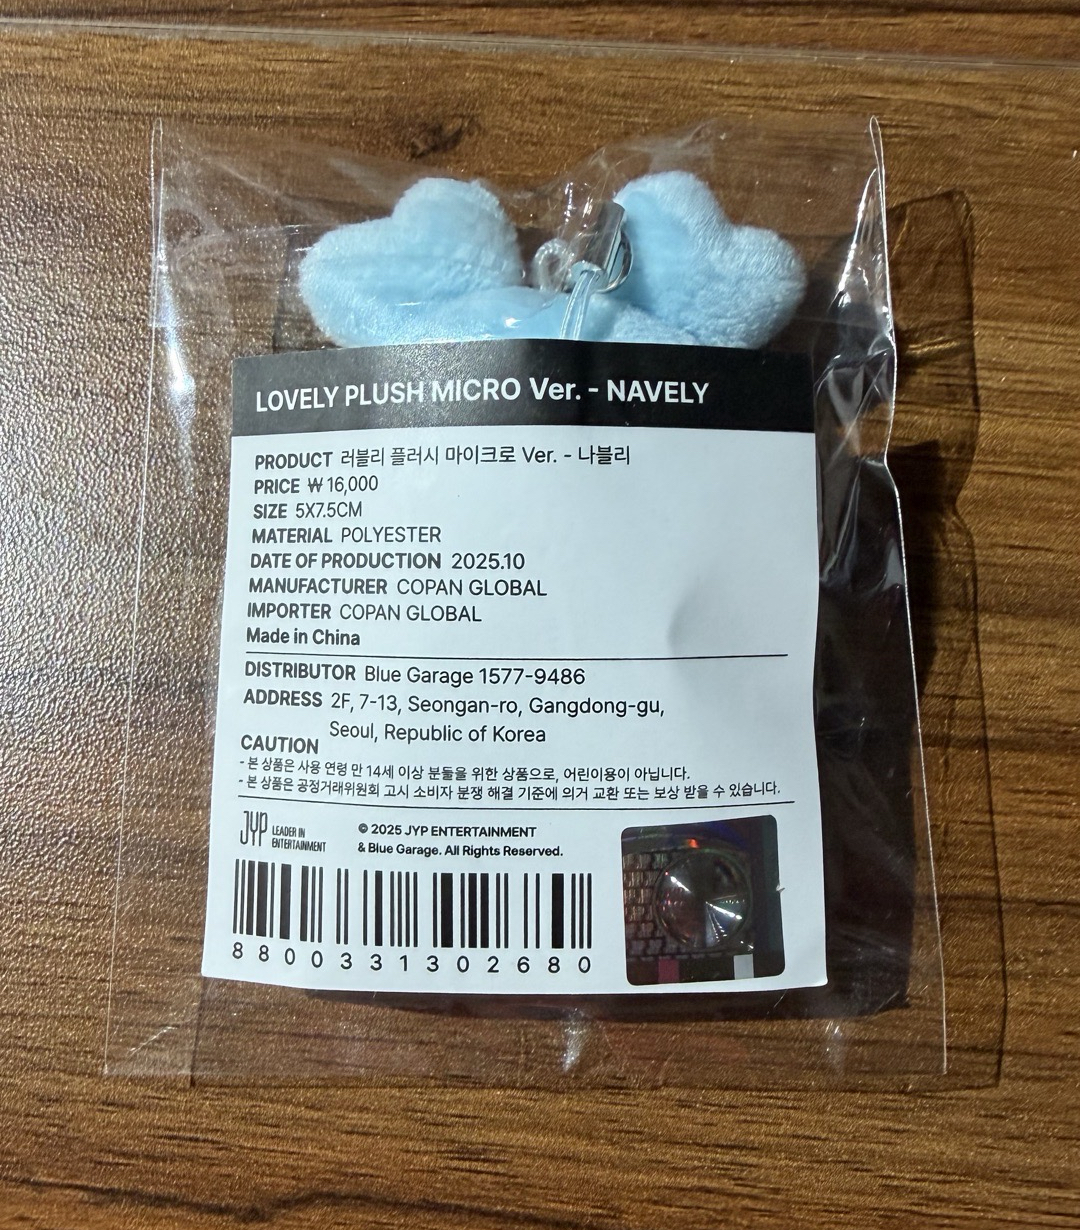 LOVELY PLUSH MICRO Ver. - NAVELY
PRODUCT 러블리 플러시 마이크로 Ver. - 나블리
PRICE ₩ 16,000
SIZE 5X7.5CM
MATERIAL POLYESTER
DATE OF PRODUCTION 2025.10
MANUFACTURER COPAN GLOBAL
IMPORTER COPAN GLOBAL
Made in China
DISTRIBUTOR Blue Garage 1577-9486
ADDRESS 2F, 7-13, Seongan-ro, Gangdong-gu,
Seoul, Republic of Korea
CAUTION
- 본 상품은 사용 연령 만 14세 이상 분들을 위한 상품으로, 어린이용이 아닙니다.
- 본 상품은 공정거래위원회 고시 소비자 분쟁 해결 기준에 의거 교환 또는 보상 받을 수 있습니다.
JYP LEADER IN
ENTERTAINMENT
© 2025 JYP ENTERTAINMENT
& Blue Garage. All Rights Reserved.
8800331302680